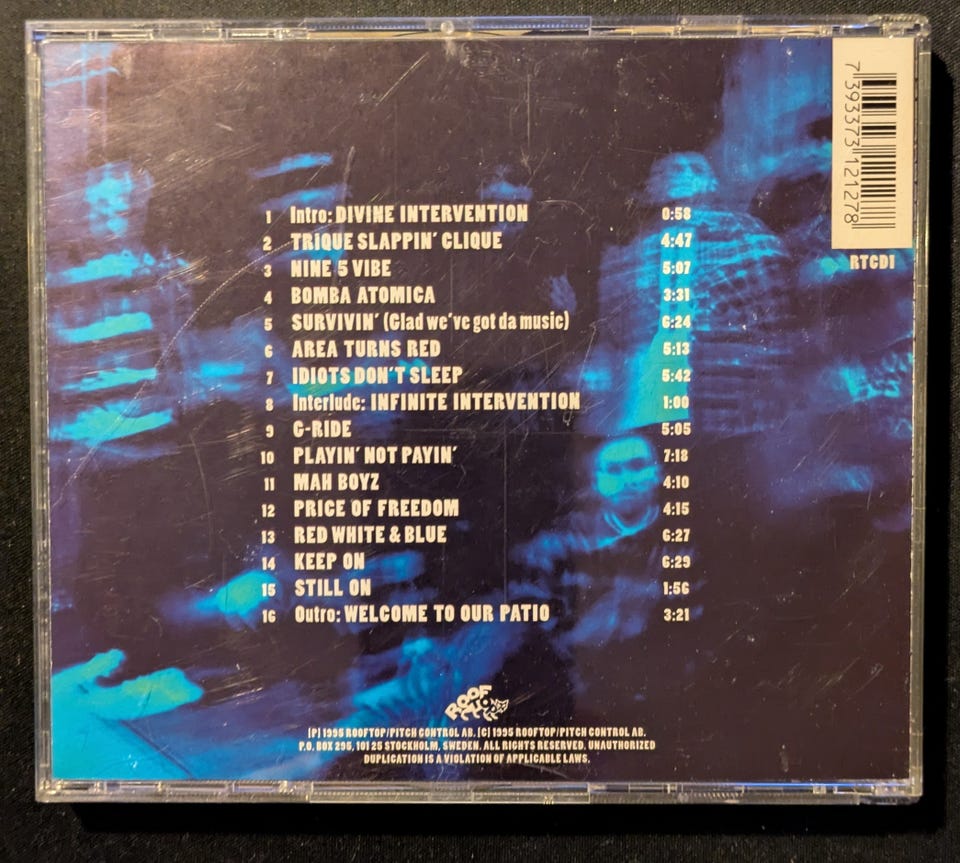 7 393373 121278
RTCD1
1 Intro: DIVINE INTERVENTION 0:58
2 TRIQUE SLAPPIN' CLIQUE 4:47
3 NINE 5 VIBE 5:07
4 BOMBA ATOMICA 3:31
5 SURVIVIN' (Glad we've got da music) 6:24
6 AREA TURNS RED 5:13
7 IDIOTS DON'T SLEEP 5:42
8 Interlude: INFINITE INTERVENTION 1:00
9 G-RIDE 5:05
10 PLAYIN' NOT PAYIN' 7:18
11 MAH BOYZ 4:10
12 PRICE OF FREEDOM 4:15
13 RED WHITE & BLUE 6:27
14 KEEP ON 6:29
15 STILL ON 1:56
16 Outro: WELCOME TO OUR PATIO 3:21
ROOF
TOP
(P) 1995 ROOFTOP/PITCH CONTROL AB. (C) 1995 ROOFTOP/PITCH CONTROL AB.
P.O. BOX 296, 101 25 STOCKHOLM, SWEDEN. ALL RIGHTS RESERVED. UNAUTHORIZED
DUPLICATION IS A VIOLATION OF APPLICABLE LAWS.